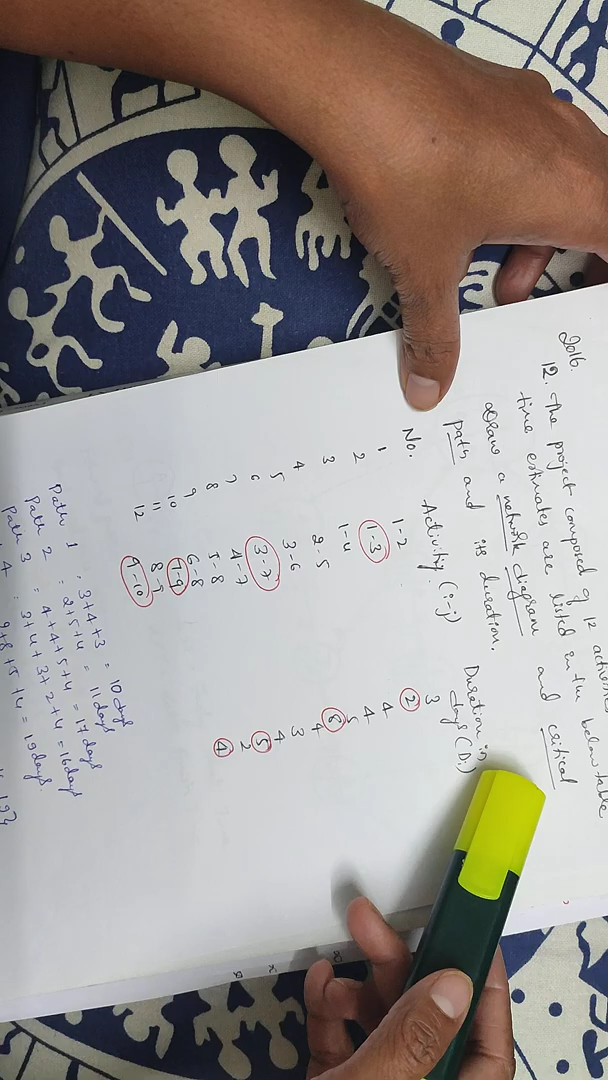 2016.
12. The project composed of 12 activities
time estimates are listed in the below table
draw a network diagram and critical
path and its duration.
No. Activity (i-j) Duration in days (D.)
1 1-2 3
2 1-3 2
3 1-4 4
4 2-5 4
5 3-6 5
6 3-7 8
7 4-7 4
8 5-8 3
9 6-8 4
10 7-9 5
11 8-9 2
12 9-10 4
Path 1 : 3+4+3 = 10 days
Path 2 = 2+5+4 = 11 days
Path 3 = 4+4+5+4 = 17 days
4 : 3+4+3+2+4 = 16 days
2+8+5+4 = 19 days